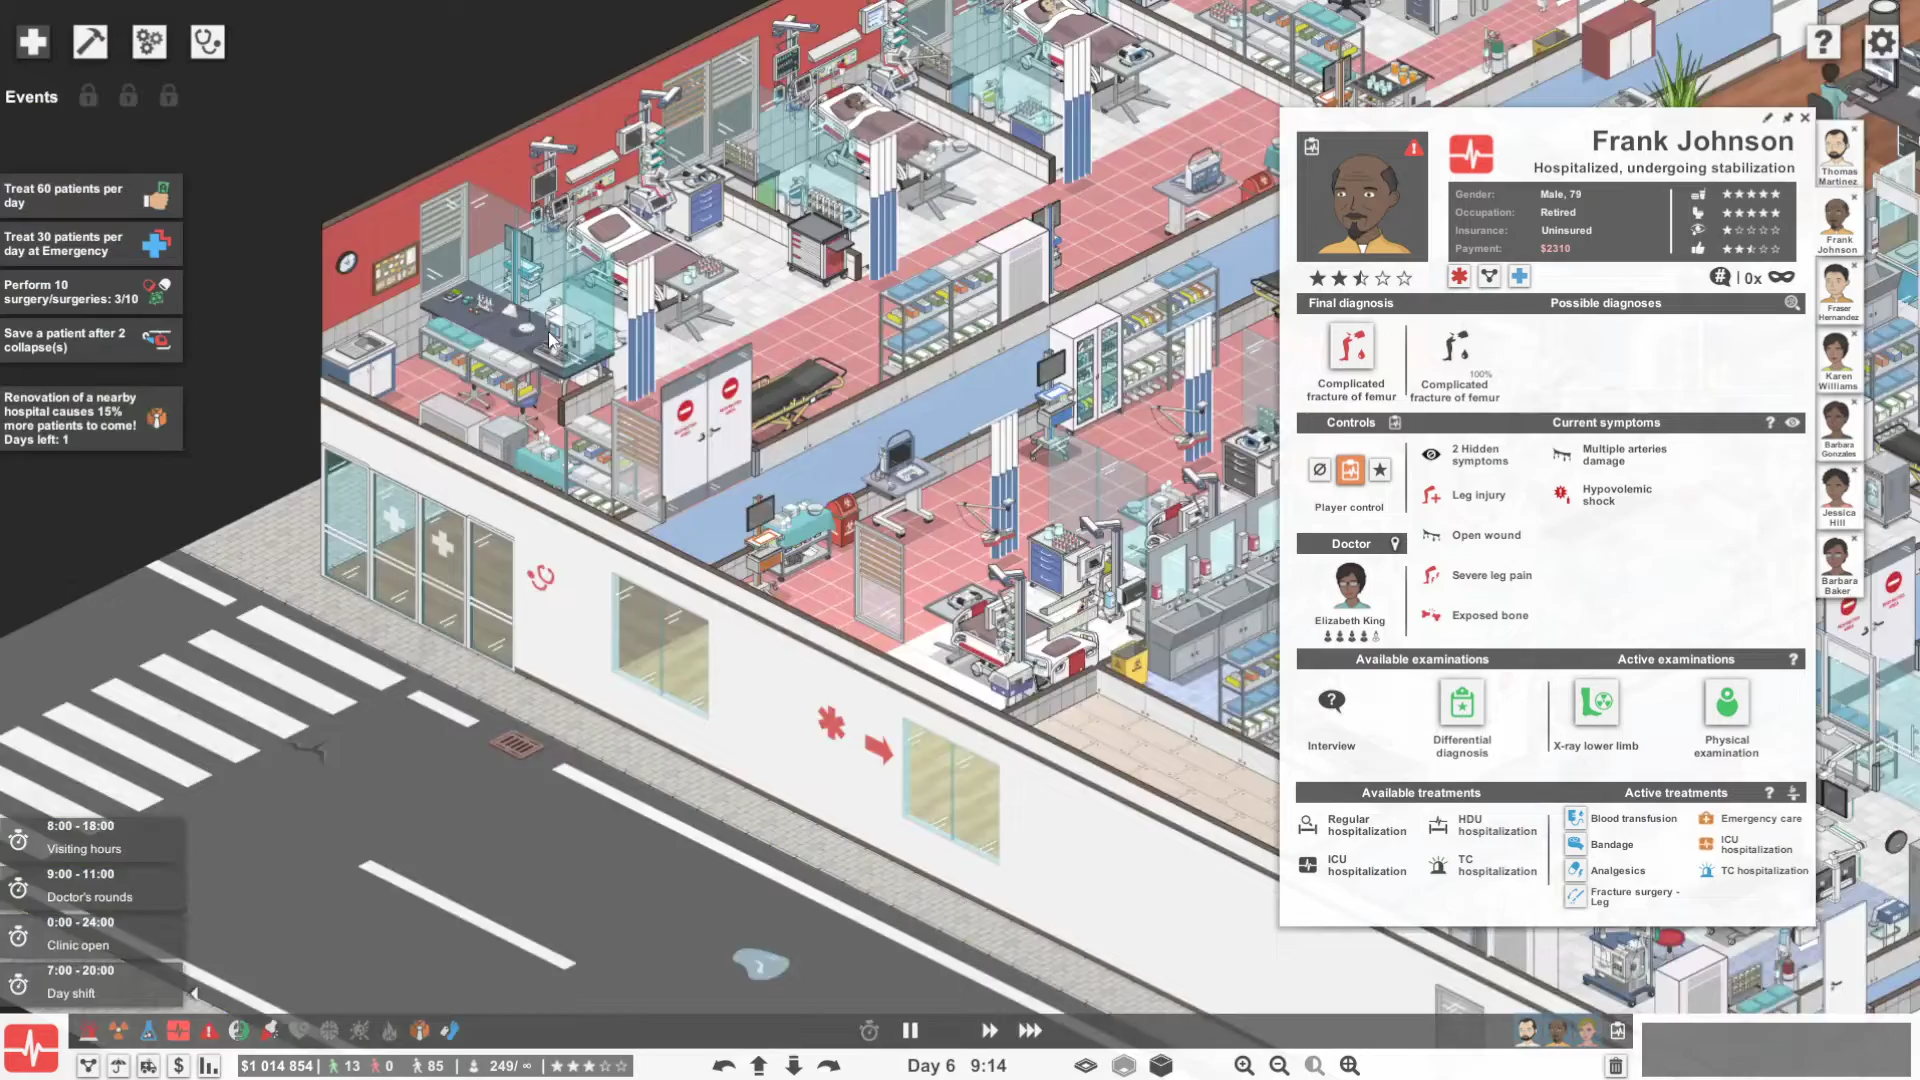 Events
Treat 60 patients per
day
Treat 30 patients per
day at Emergency
Perform 10
surgery/surgeries: 3/10
Save a patient after 2
collapse(s)
Renovation of a nearby
hospital causes 15%
more patients to come!
Days left: 1
8:00 - 18:00
Visiting hours
9:00 - 11:00
Doctor's rounds
0:00 - 24:00
Clinic open
7:00 - 20:00
Day shift
$1 014 854
13
0
85
249/ ∞
Day 6 9:14
?
Frank Johnson
Hospitalized, undergoing stabilization
Gender: Male, 79
Occupation: Retired
Insurance: Uninsured
Payment: $2310
# | 0x
Final diagnosis
Possible diagnoses
Complicated
fracture of femur
100%
Complicated
fracture of femur
Controls
Current symptoms ?
Player control
2 Hidden
symptoms
Multiple arteries
damage
Leg injury
Hypovolemic
shock
Open wound
Severe leg pain
Exposed bone
Doctor
Elizabeth King
Available examinations
Active examinations ?
Interview
Differential
diagnosis
X-ray lower limb
Physical
examination
Available treatments
Active treatments ?
Regular
hospitalization
HDU
hospitalization
ICU
hospitalization
TC
hospitalization
Blood transfusion
Bandage
Analgesics
Fracture surgery -
Leg
Emergency care
ICU
hospitalization
TC hospitalization
Thomas
Martinez
Frank
Johnson
Fraser
Hernandez
Karen
Williams
Barbara
Gonzales
Jessica
Hill
Barbara
Baker